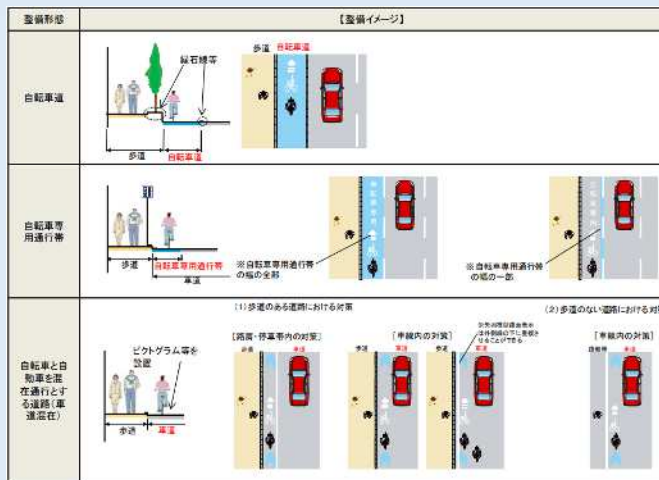 整備形態
【整備イメージ】
自転車道
縁石線等
歩道
自転車道
歩道 自転車道
自転車専
用通行帯
歩道
自転車専用通行帯
車道
※自転車専用通行帯
の幅の全部
※自転車専用通行帯
の幅の一部
自転車と自
動車を混
在通行とす
る道路(車
道混在)
ピクトグラム等を
設置
歩道
車道
(1) 歩道のある道路における対策
[路肩・停車帯内の対策]
歩道
車道
[車線内の対策]
歩道
車道
歩道
車道
(2) 歩道のない道路における対
[車線内の対策]
路側帯
車道